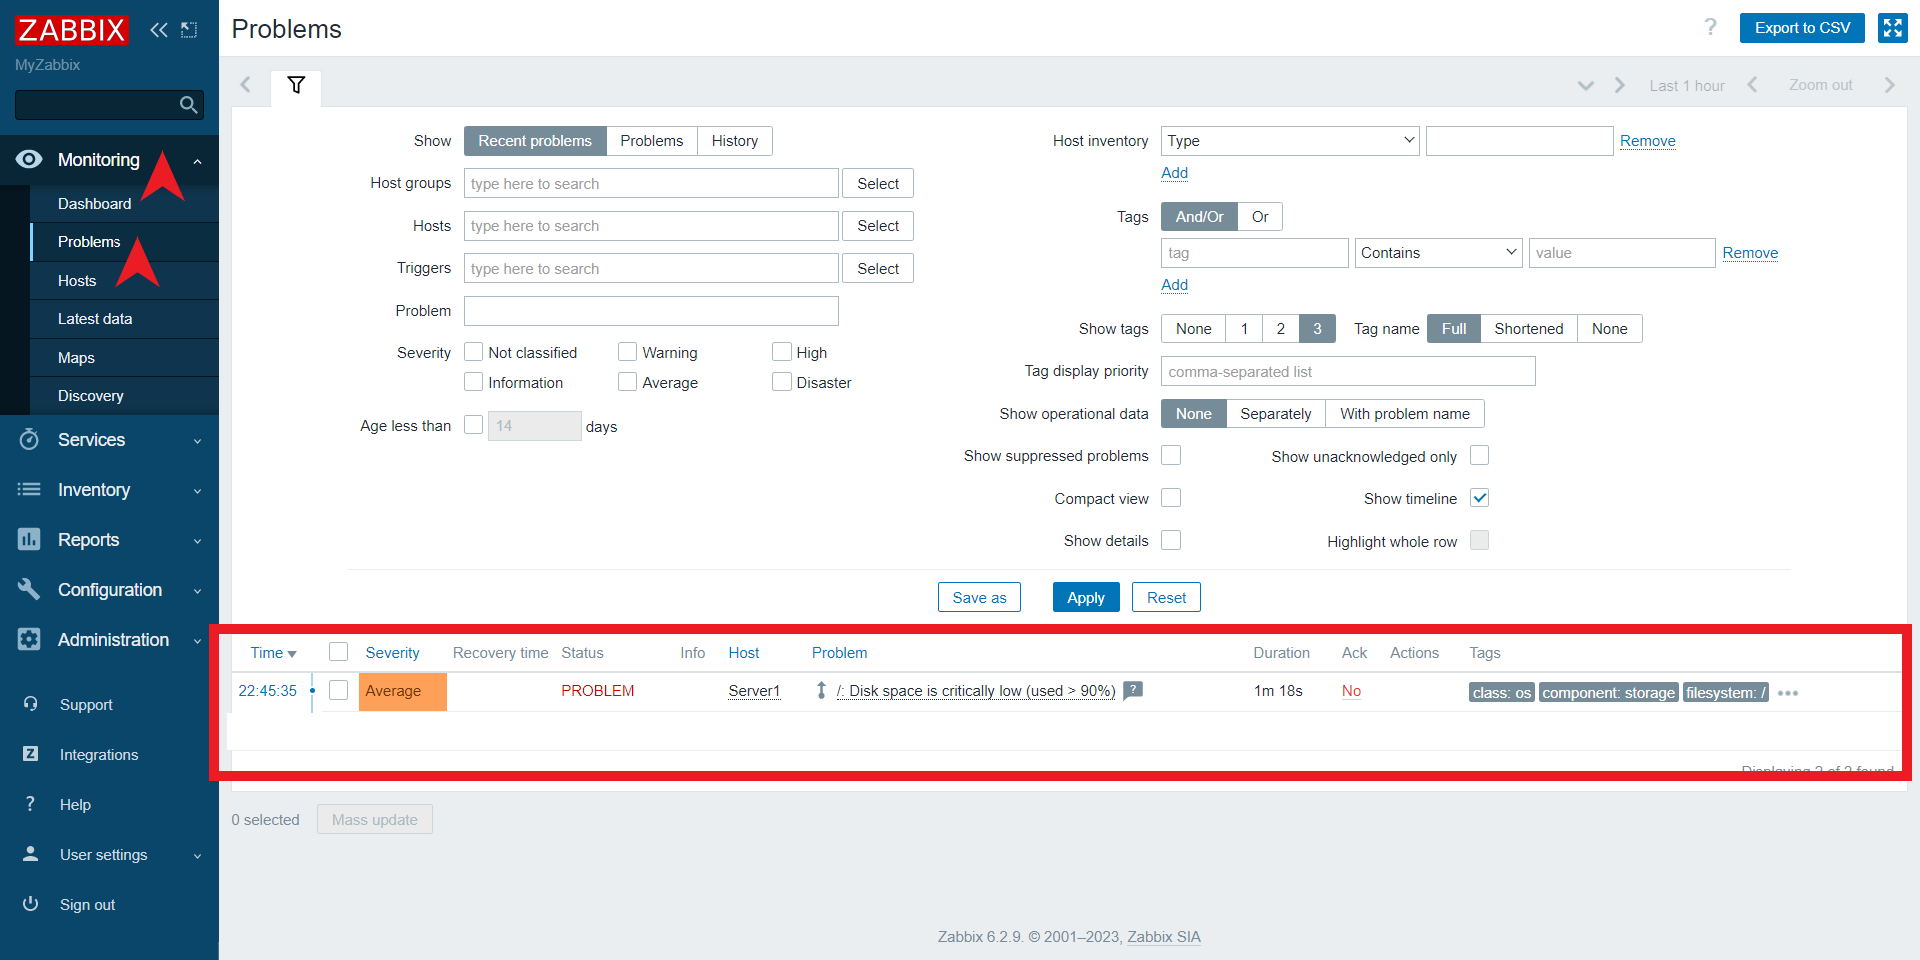 ZABBIX
MyZabbix
Monitoring
Dashboard
Problems
Hosts
Latest data
Maps
Discovery
Services
Inventory
Reports
Configuration
Administration
Support
Z Integrations
? Help
User settings
Sign out
Problems
? Export to CSV
Last 1 hour Zoom out
Show Recent problems Problems History
Host groups type here to search Select
Hosts type here to search Select
Triggers type here to search Select
Problem
Severity Not classified Warning High
Information Average Disaster
Age less than 14 days
Host inventory Type Remove
Add
Tags And/Or Or
tag Contains value Remove
Add
Show tags None 1 2 3 Tag name Full Shortened None
Tag display priority comma-separated list
Show operational data None Separately With problem name
Show suppressed problems Show unacknowledged only
Compact view Show timeline
Show details Highlight whole row
Save as Apply Reset
Time Severity Recovery time Status Info Host Problem Duration Ack Actions Tags
22:45:35 Average PROBLEM Server1 /: Disk space is critically low (used > 90%) ? 1m 18s No class: os component: storage filesystem: /
Displaying 2 of 2 found
0 selected Mass update
Zabbix 6.2.9. © 2001–2023, Zabbix SIA